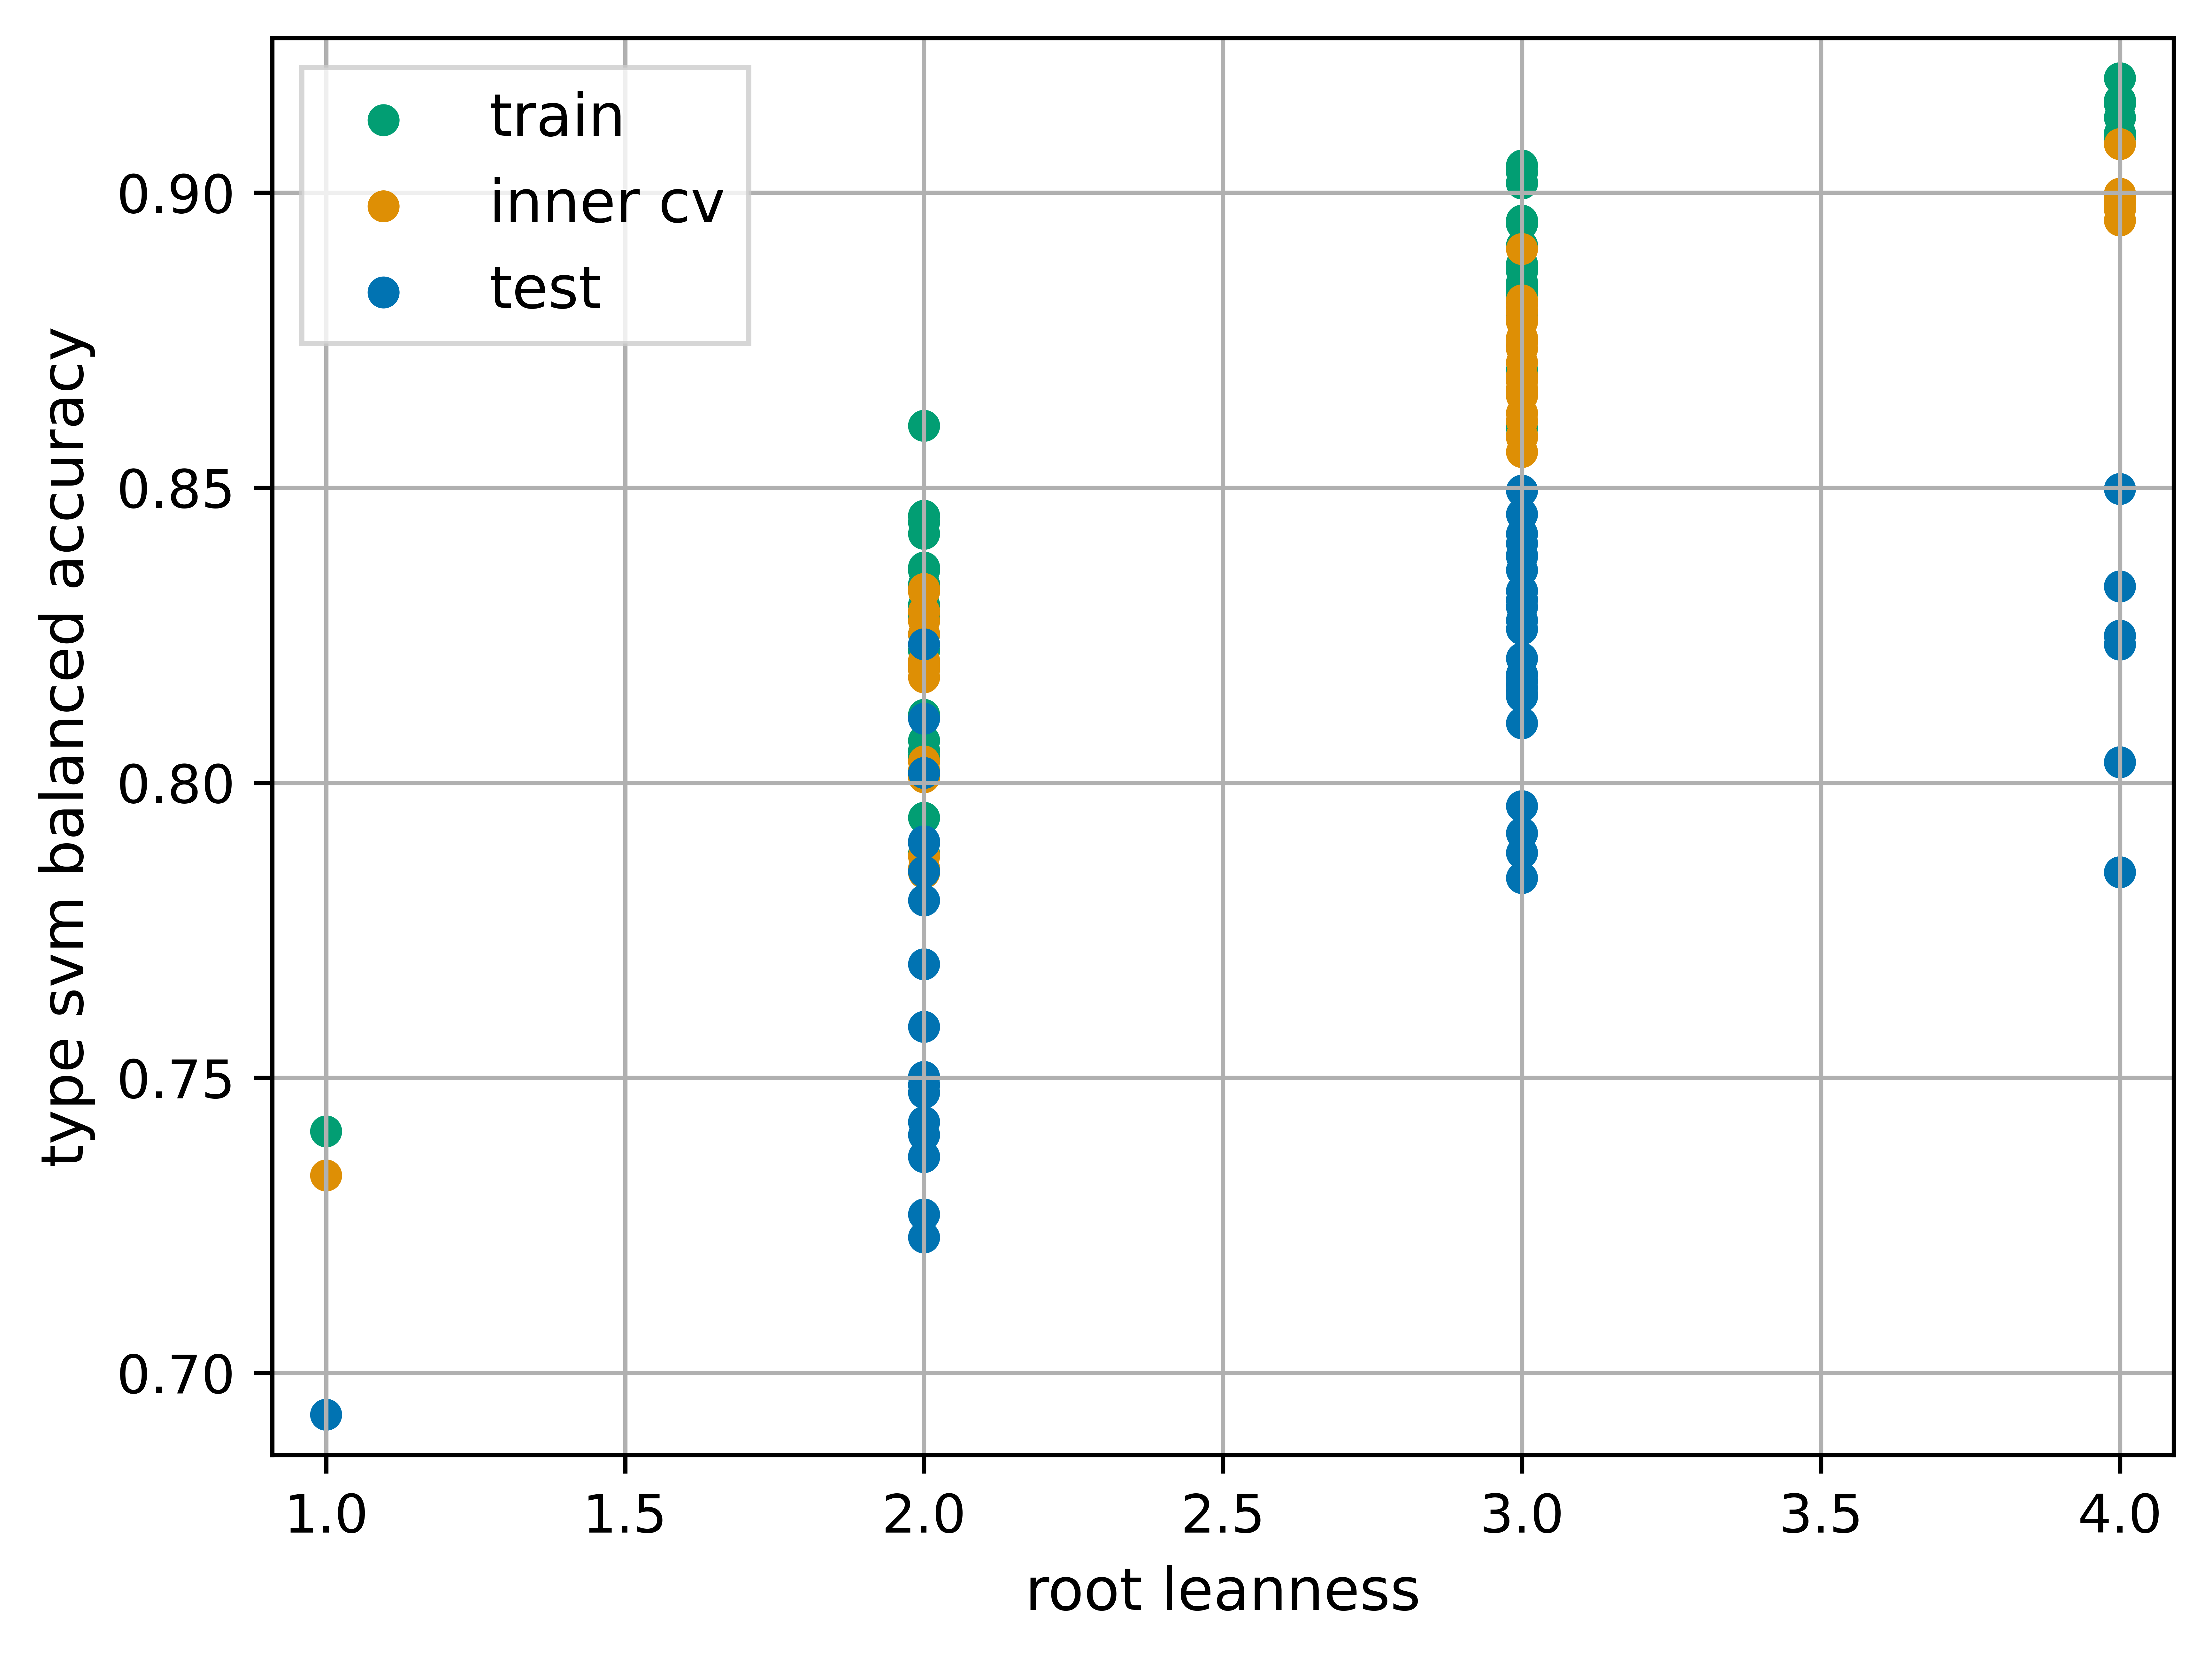 train
inner cv
test
type svm balanced accuracy
0.90
0.85
0.80
0.75
0.70
1.0 1.5 2.0 2.5 3.0 3.5 4.0
root leanness